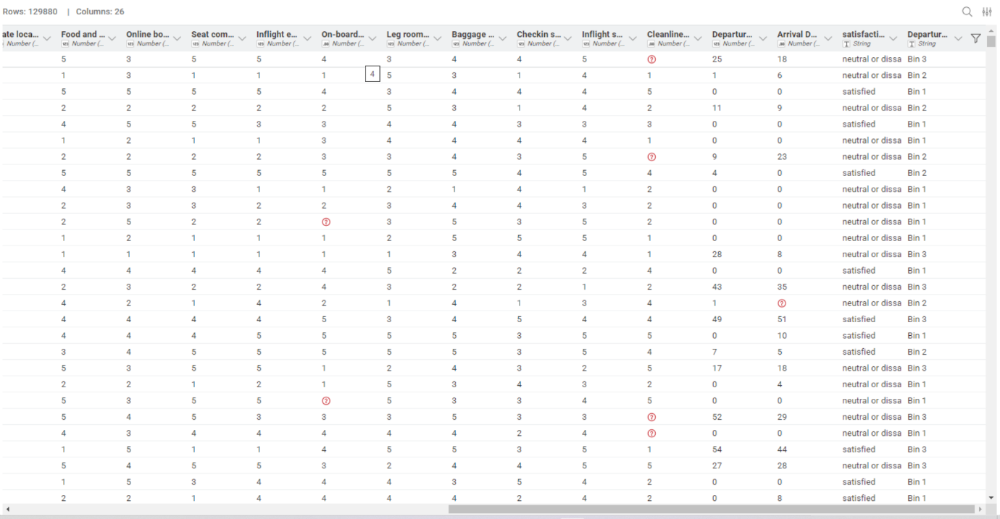 Rows: 129880 | Columns: 26
ate loca... Food and ... Online bo... Seat com... Inflight e... On-board... Leg room... Baggage ... Checkin s... Inflight s... Cleanline... Departur... Arrival D... satisfacti... Departur...
Number (... Number (... Number (... Number (... Number (... Number (... Number (... Number (... Number (... Number (... Number (... Number (... Number (... String String
5 3 5 5 4 3 4 4 5 ? 25 18 neutral or dissa Bin 3
1 3 1 1 1 4 5 3 1 4 1 1 6 neutral or dissa Bin 2
5 5 5 5 4 3 4 4 4 5 0 0 satisfied Bin 1
2 2 2 2 2 5 3 1 4 2 11 9 neutral or dissa Bin 2
4 5 5 3 3 4 4 3 3 3 0 0 satisfied Bin 1
1 2 1 1 3 4 4 4 4 1 0 0 neutral or dissa Bin 1
2 2 2 2 3 3 4 3 5 ? 9 23 neutral or dissa Bin 2
5 5 5 5 5 5 5 4 5 4 4 0 satisfied Bin 2
4 3 3 1 1 2 1 4 1 2 0 0 neutral or dissa Bin 1
2 3 3 2 2 3 4 4 3 2 0 0 neutral or dissa Bin 1
2 5 2 2 ? 3 5 3 5 2 0 0 neutral or dissa Bin 1
1 2 1 1 1 2 5 5 5 1 0 0 neutral or dissa Bin 1
1 1 1 1 1 1 3 4 4 1 28 8 neutral or dissa Bin 3
4 4 4 4 4 5 2 2 2 4 0 0 satisfied Bin 1
2 3 2 2 4 3 2 2 1 2 43 35 neutral or dissa Bin 3
4 2 1 4 2 1 4 1 3 4 1 ? neutral or dissa Bin 2
4 4 4 4 5 3 4 5 4 4 49 51 satisfied Bin 3
4 4 4 5 5 5 5 3 5 5 0 10 satisfied Bin 1
3 4 5 5 5 5 5 3 5 4 7 5 satisfied Bin 2
5 3 5 5 1 2 4 3 2 5 17 18 neutral or dissa Bin 3
2 2 1 2 1 5 3 4 3 2 0 4 neutral or dissa Bin 1
5 3 5 5 ? 5 3 3 4 5 0 0 neutral or dissa Bin 1
5 4 5 3 3 3 5 3 3 ? 52 29 neutral or dissa Bin 3
4 3 4 4 4 4 4 2 4 ? 0 0 neutral or dissa Bin 1
1 5 1 1 4 5 5 3 5 1 54 44 satisfied Bin 3
5 4 5 5 3 2 4 4 5 5 27 28 neutral or dissa Bin 3
1 5 3 4 4 4 3 5 4 2 0 0 satisfied Bin 1
2 2 1 4 4 4 4 2 4 2 0 8 satisfied Bin 1